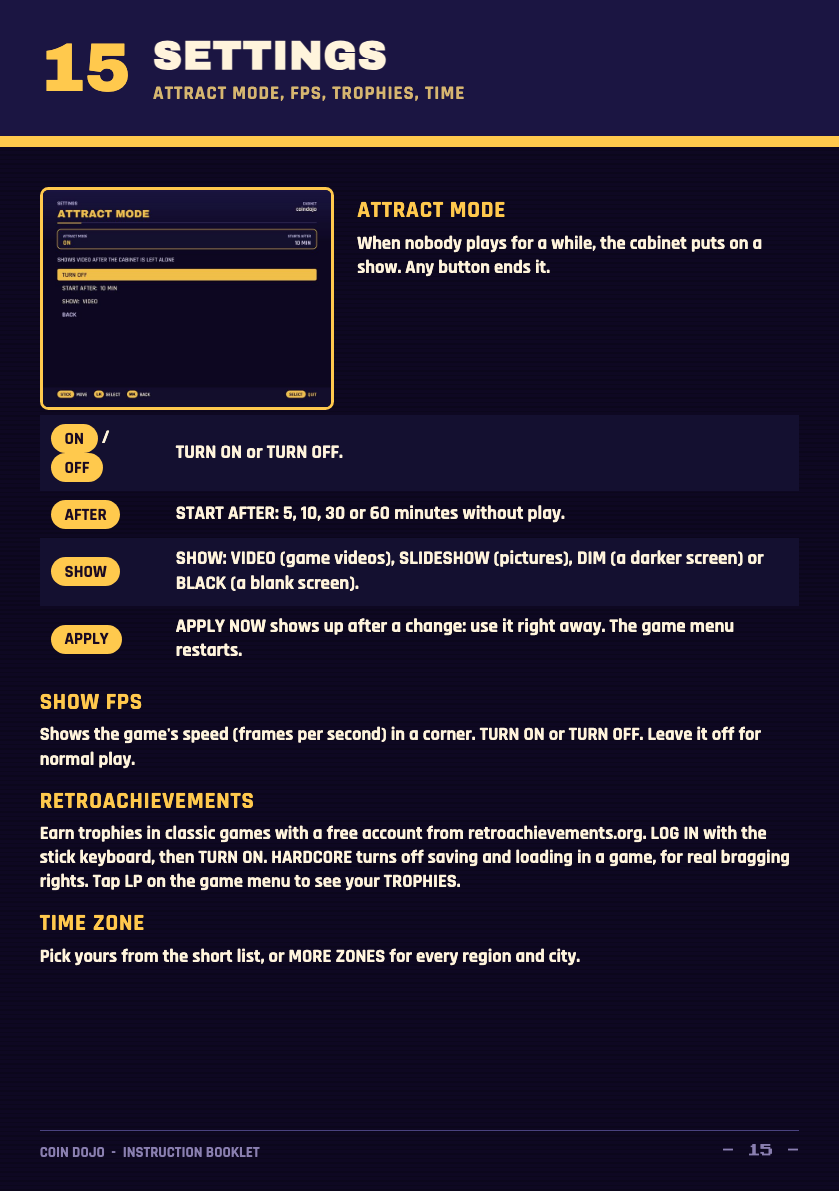 15
SETTINGS
ATTRACT MODE, FPS, TROPHIES, TIME
SETTINGS
ATTRACT MODE
CABINET
coindojo
ATTRACT MODE
ON
STARTS AFTER
10 MIN
SHOWS VIDEO AFTER THE CABINET IS LEFT ALONE
TURN OFF
START AFTER: 10 MIN
SHOW: VIDEO
BACK
STICK MOVE LP SELECT BACK
SELECT EXIT
ATTRACT MODE
When nobody plays for a while, the cabinet puts on a
show. Any button ends it.
ON /
OFF
TURN ON or TURN OFF.
AFTER
START AFTER: 5, 10, 30 or 60 minutes without play.
SHOW
SHOW: VIDEO (game videos), SLIDESHOW (pictures), DIM (a darker screen) or
BLACK (a blank screen).
APPLY
APPLY NOW shows up after a change: use it right away. The game menu
restarts.
SHOW FPS
Shows the game's speed (frames per second) in a corner. TURN ON or TURN OFF. Leave it off for
normal play.
RETROACHIEVEMENTS
Earn trophies in classic games with a free account from retroachievements.org. LOG IN with the
stick keyboard, then TURN ON. HARDCORE turns off saving and loading in a game, for real bragging
rights. Tap LP on the game menu to see your TROPHIES.
TIME ZONE
Pick yours from the short list, or MORE ZONES for every region and city.
COIN DOJO - INSTRUCTION BOOKLET
– 15 –